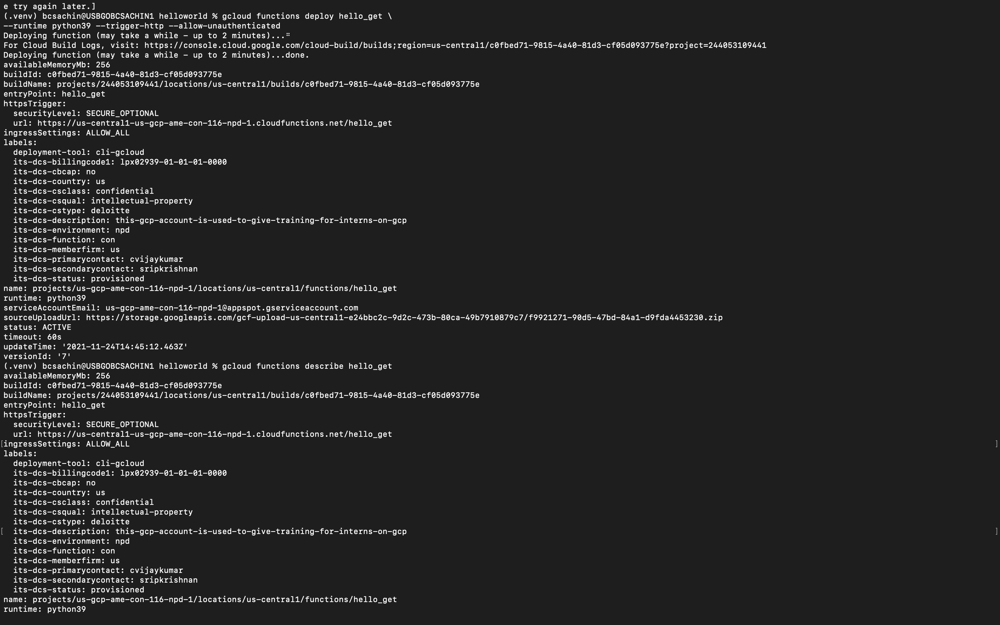 e try again later.]
(.venv) bcsachin@USBGOBCSACHIN1 helloworld % gcloud functions deploy hello_get \
--runtime python39 --trigger-http --allow-unauthenticated
Deploying function (may take a while - up to 2 minutes)...⠛
For Cloud Build Logs, visit: https://console.cloud.google.com/cloud-build/builds;region=us-central1/c0fbed71-9815-4a40-81d3-cf05d093775e?project=244053109441
Deploying function (may take a while - up to 2 minutes)...done.
availableMemoryMb: 256
buildId: c0fbed71-9815-4a40-81d3-cf05d093775e
buildName: projects/244053109441/locations/us-central1/builds/c0fbed71-9815-4a40-81d3-cf05d093775e
entryPoint: hello_get
httpsTrigger:
  securityLevel: SECURE_OPTIONAL
  url: https://us-central1-us-gcp-ame-con-116-npd-1.cloudfunctions.net/hello_get
ingressSettings: ALLOW_ALL
labels:
  deployment-tool: cli-gcloud
  its-dcs-billingcode1: lpx02939-01-01-01-0000
  its-dcs-cbcap: no
  its-dcs-country: us
  its-dcs-csclass: confidential
  its-dcs-csqual: intellectual-property
  its-dcs-cstype: deloitte
  its-dcs-description: this-gcp-account-is-used-to-give-training-for-interns-on-gcp
  its-dcs-environment: npd
  its-dcs-function: con
  its-dcs-memberfirm: us
  its-dcs-primarycontact: cvijaykumar
  its-dcs-secondarycontact: sripkrishnan
  its-dcs-status: provisioned
name: projects/us-gcp-ame-con-116-npd-1/locations/us-central1/functions/hello_get
runtime: python39
serviceAccountEmail: us-gcp-ame-con-116-npd-1@appspot.gserviceaccount.com
sourceUploadUrl: https://storage.googleapis.com/gcf-upload-us-central1-e24bbc2c-9d2c-473b-80ca-49b7910879c7/f9921271-90d5-47bd-84a1-d9fda4453230.zip
status: ACTIVE
timeout: 60s
updateTime: '2021-11-24T14:45:12.463Z'
versionId: '7'
(.venv) bcsachin@USBGOBCSACHIN1 helloworld % gcloud functions describe hello_get
availableMemoryMb: 256
buildId: c0fbed71-9815-4a40-81d3-cf05d093775e
buildName: projects/244053109441/locations/us-central1/builds/c0fbed71-9815-4a40-81d3-cf05d093775e
entryPoint: hello_get
httpsTrigger:
  securityLevel: SECURE_OPTIONAL
  url: https://us-central1-us-gcp-ame-con-116-npd-1.cloudfunctions.net/hello_get
[ingressSettings: ALLOW_ALL ]
labels:
  deployment-tool: cli-gcloud
  its-dcs-billingcode1: lpx02939-01-01-01-0000
  its-dcs-cbcap: no
  its-dcs-country: us
  its-dcs-csclass: confidential
  its-dcs-csqual: intellectual-property
  its-dcs-cstype: deloitte
[ its-dcs-description: this-gcp-account-is-used-to-give-training-for-interns-on-gcp ]
  its-dcs-environment: npd
  its-dcs-function: con
  its-dcs-memberfirm: us
  its-dcs-primarycontact: cvijaykumar
  its-dcs-secondarycontact: sripkrishnan
  its-dcs-status: provisioned
name: projects/us-gcp-ame-con-116-npd-1/locations/us-central1/functions/hello_get
runtime: python39